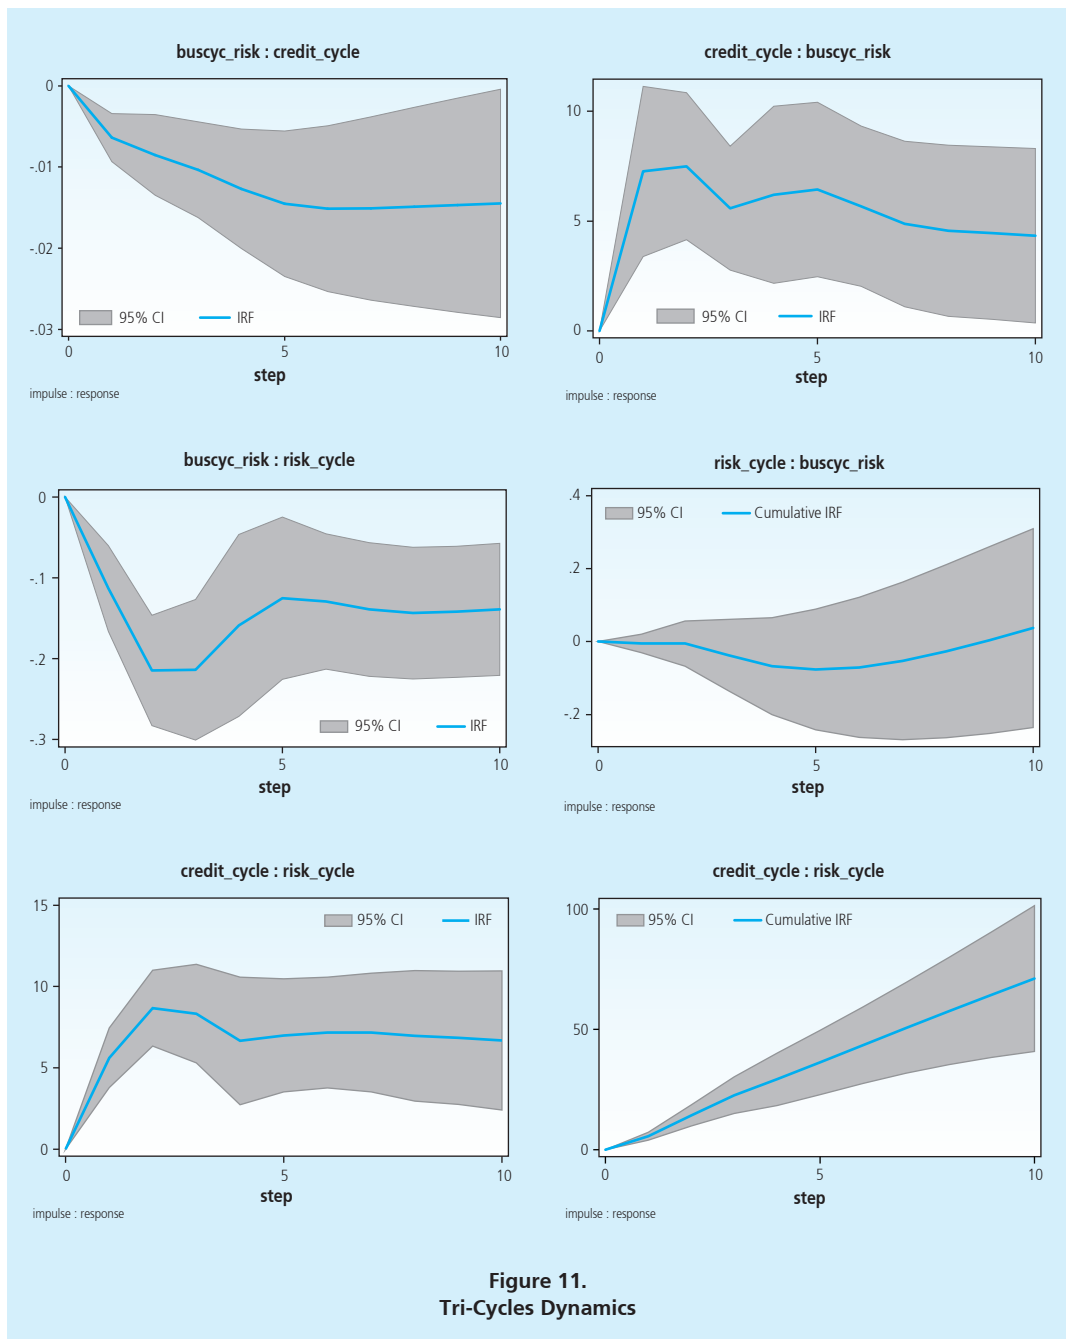 buscyc_risk : credit_cycle
0
-.01
-.02
-.03
95% CI IRF
0 5 10
step
impulse : response
credit_cycle : buscyc_risk
10
5
0
95% CI IRF
0 5 10
step
impulse : response
buscyc_risk : risk_cycle
0
-.1
-.2
-.3
95% CI IRF
0 5 10
step
impulse : response
risk_cycle : buscyc_risk
.4
.2
0
-.2
95% CI Cumulative IRF
0 5 10
step
impulse : response
credit_cycle : risk_cycle
15
10
5
0
95% CI IRF
0 5 10
step
impulse : response
credit_cycle : risk_cycle
100
50
0
95% CI Cumulative IRF
0 5 10
step
impulse : response
Figure 11.
Tri-Cycles Dynamics